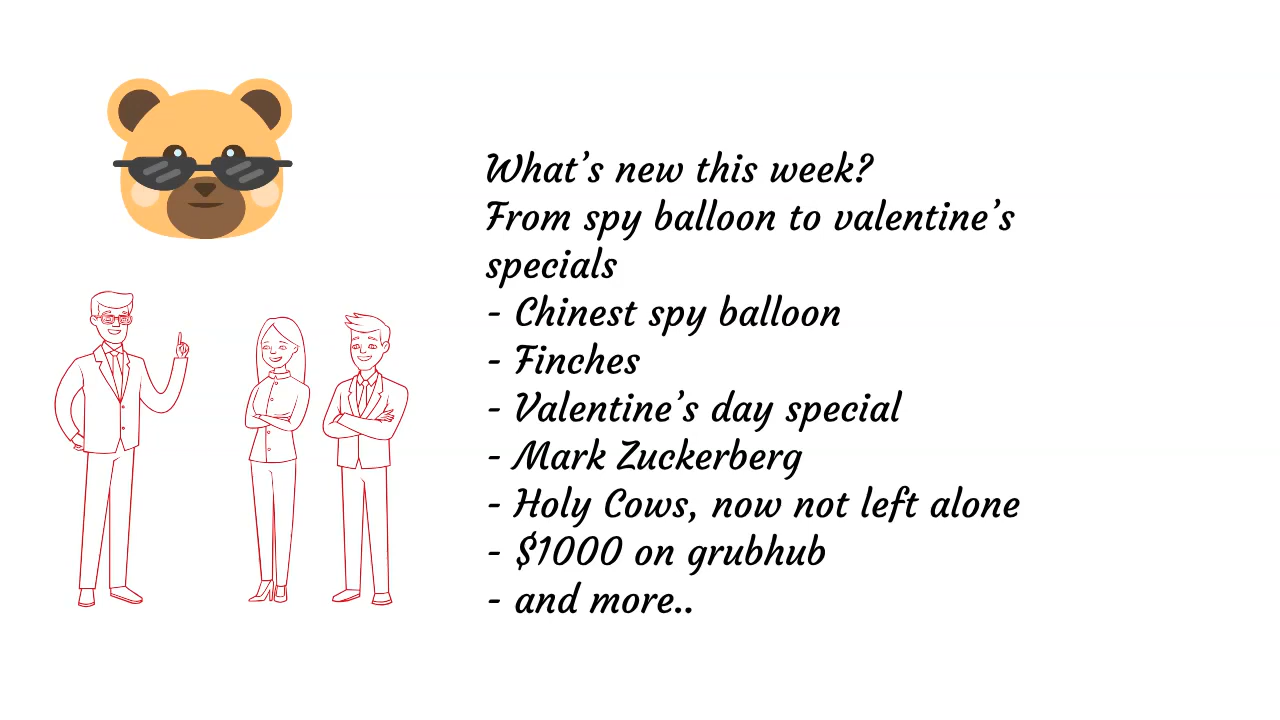 What's new this week?
From spy balloon to valentine's
specials
- Chinest spy balloon
- Finches
- Valentine's day special
- Mark Zuckerberg
- Holy Cows, now not left alone
- $1000 on grubhub
- and more..